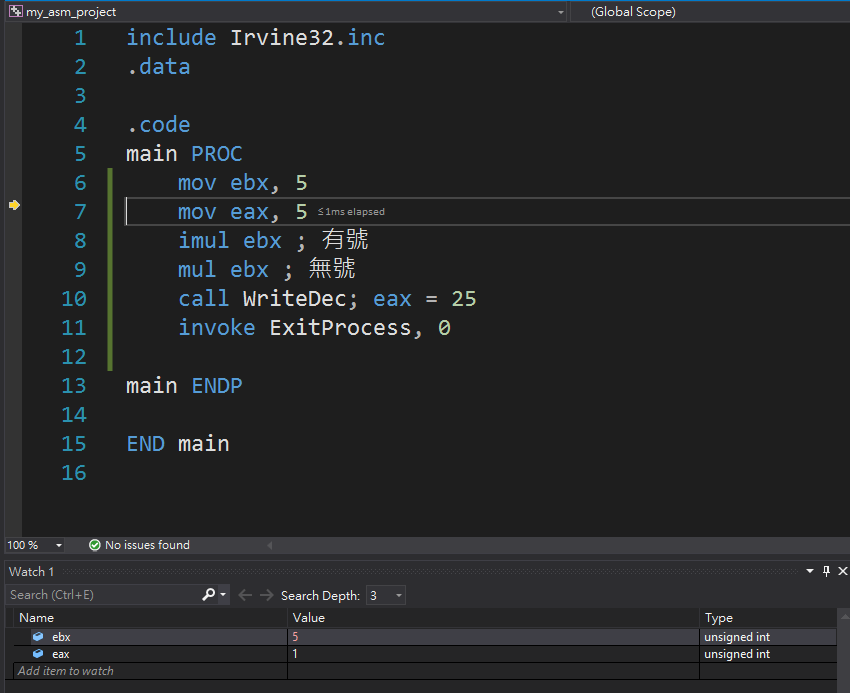 my_asm_project (Global Scope)
1 include Irvine32.inc
2 .data
3
4 .code
5 main PROC
6 mov ebx, 5
7 mov eax, 5 ≤1ms elapsed
8 imul ebx ; 有號
9 mul ebx ; 無號
10 call WriteDec; eax = 25
11 invoke ExitProcess, 0
12
13 main ENDP
14
15 END main
16
100 % No issues found
Watch 1
Search (Ctrl+E) Search Depth: 3
Name Value Type
ebx 5 unsigned int
eax 1 unsigned int
Add item to watch